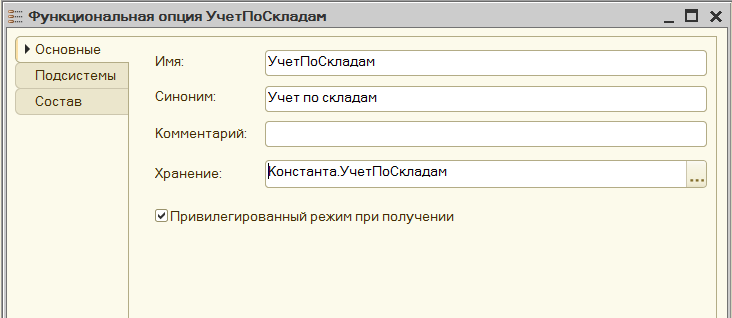 Функциональная опция УчетПоСкладам
Основные
Подсистемы
Состав
Имя: УчетПоСкладам
Синоним: Учет по складам
Комментарий:
Хранение: Константа.УчетПоСкладам ...
Привилегированный режим при получении